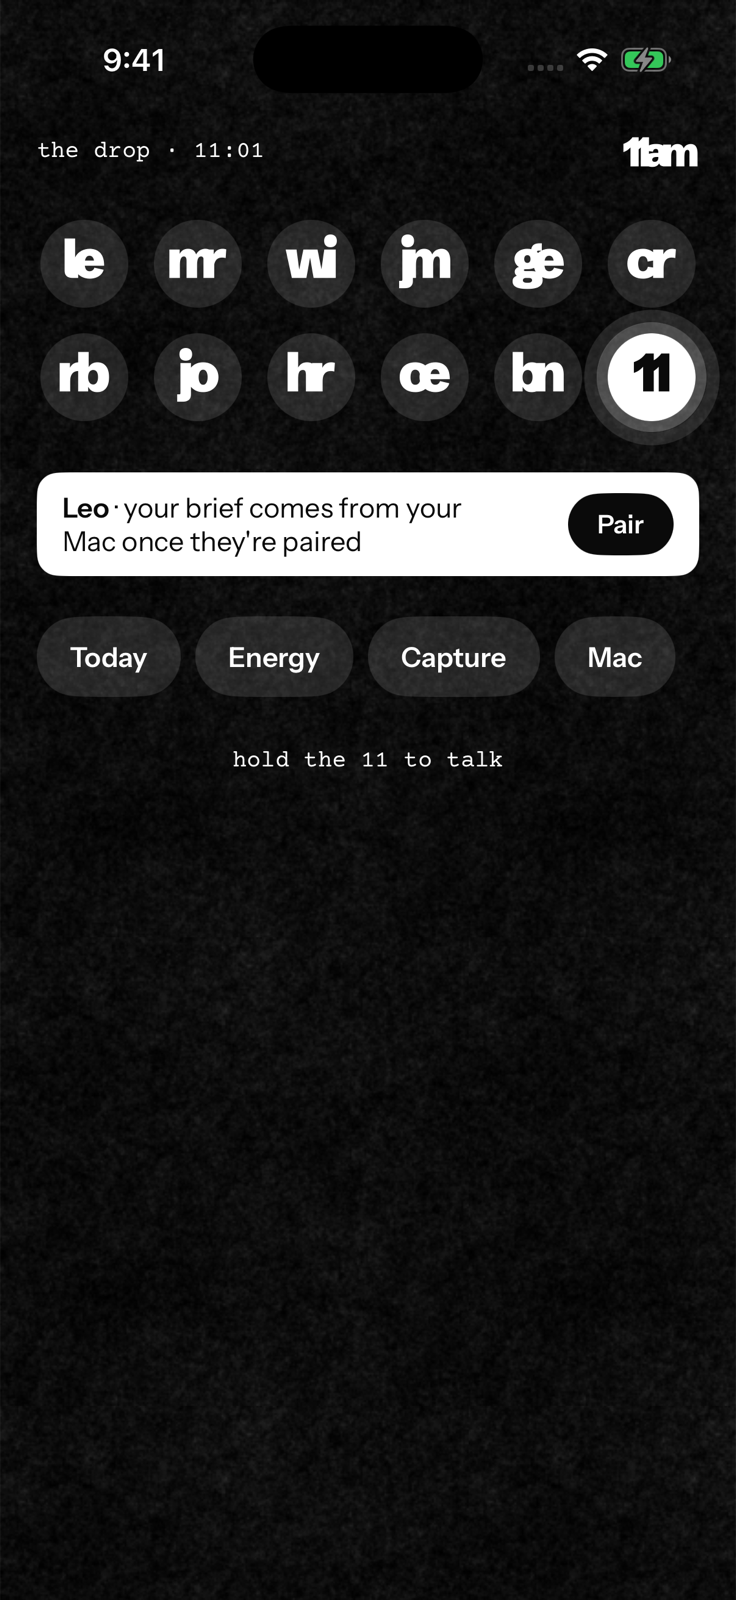 9:41
the drop · 11:01
11am
le mr wi jm ge cr
rb jo hr œ bn 11
Leo · your brief comes from your
Mac once they're paired
Pair
Today Energy Capture Mac
hold the 11 to talk